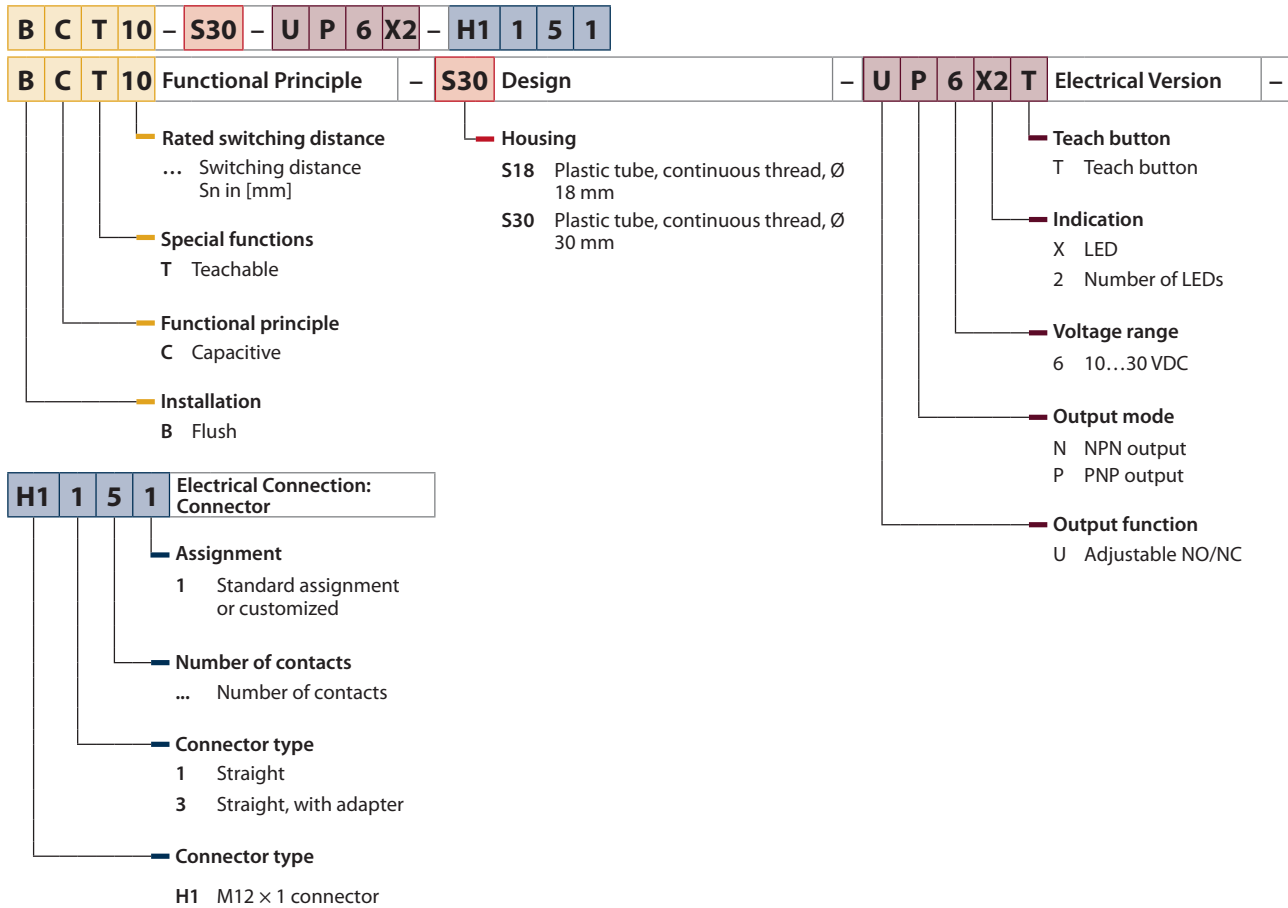 B C T 10 – S30 – U P 6 X2 – H1 1 5 1
B C T 10 Functional Principle – S30 Design – U P 6 X2 T Electrical Version –
Rated switching distance
… Switching distance
Sn in [mm]
Special functions
T Teachable
Functional principle
C Capacitive
Installation
B Flush
Housing
S18 Plastic tube, continuous thread, Ø
18 mm
S30 Plastic tube, continuous thread, Ø
30 mm
Teach button
T Teach button
Indication
X LED
2 Number of LEDs
Voltage range
6 10…30 VDC
Output mode
N NPN output
P PNP output
Output function
U Adjustable NO/NC
H1 1 5 1 Electrical Connection:
Connector
Assignment
1 Standard assignment
or customized
Number of contacts
... Number of contacts
Connector type
1 Straight
3 Straight, with adapter
Connector type
H1 M12 × 1 connector